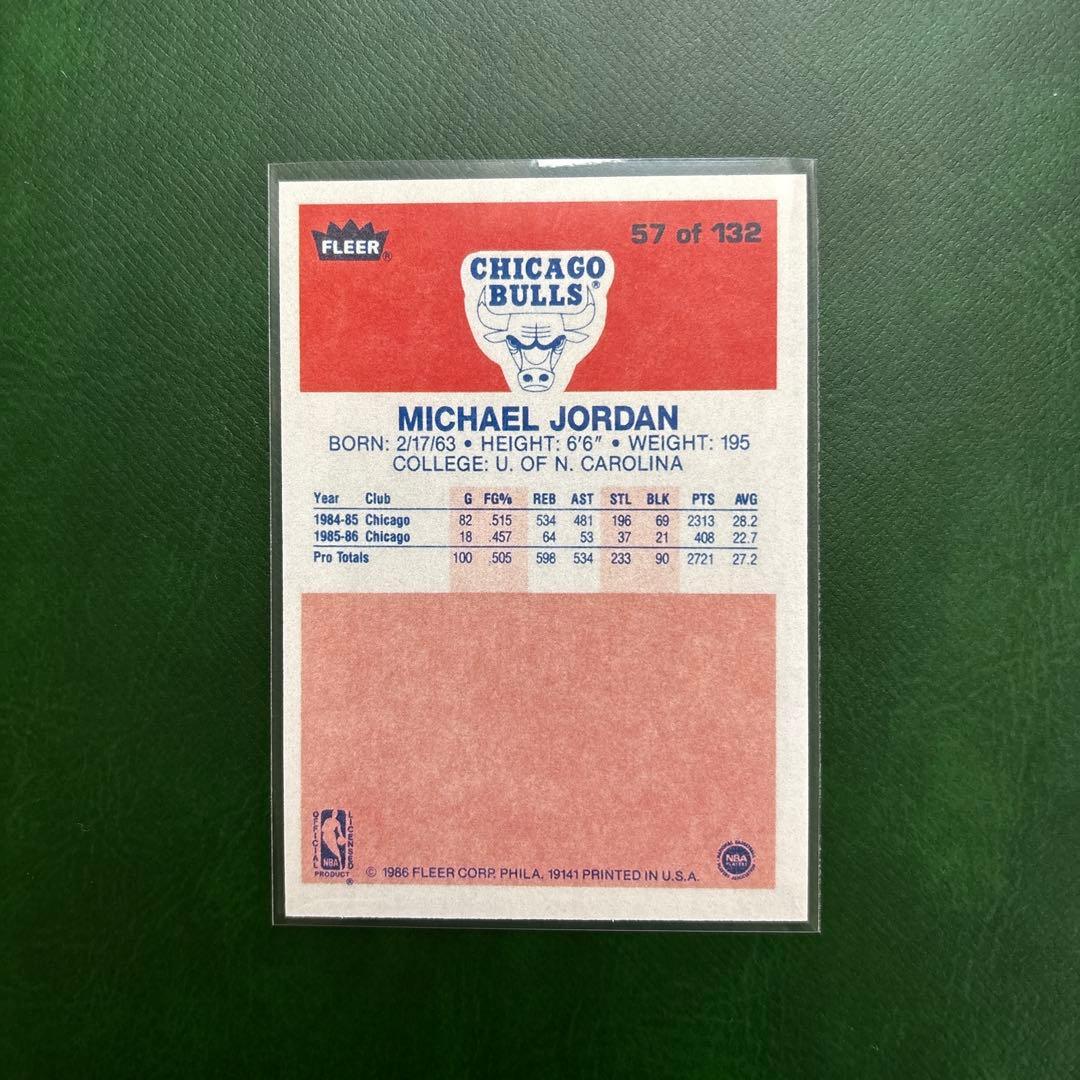 FLEER®
57 of 132
CHICAGO
BULLS®
MICHAEL JORDAN
BORN: 2/17/63 • HEIGHT: 6'6" • WEIGHT: 195
COLLEGE: U. OF N. CAROLINA
Year Club G FG% REB AST STL BLK PTS AVG
1984-85 Chicago 82 .515 534 481 196 69 2313 28.2
1985-86 Chicago 18 .457 64 53 37 21 408 22.7
Pro Totals 100 .505 598 534 233 90 2721 27.2
OFFICIAL LICENSED
NBA
PRODUCT®
© 1986 FLEER CORP. PHILA. 19141 PRINTED IN U.S.A.
NATIONAL BASKETBALL
NBA
PLAYERS
ASSOCIATION